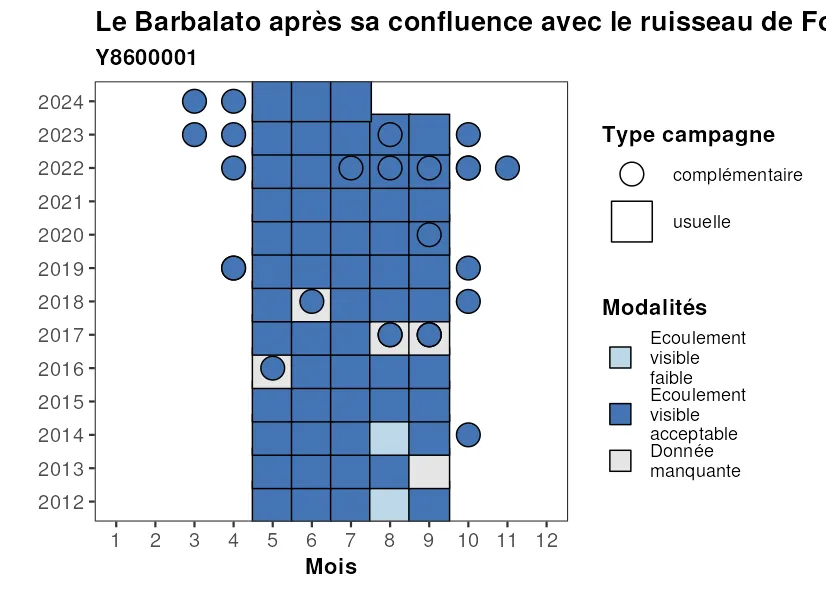 Le Barbalato après sa confluence avec le ruisseau de Fo
Y8600001
2024
2023
2022
2021
2020
2019
2018
2017
2016
2015
2014
2013
2012
1 2 3 4 5 6 7 8 9 10 11 12
Mois
Type campagne
complémentaire
usuelle
Modalités
Ecoulement
visible
faible
Ecoulement
visible
acceptable
Donnée
manquante